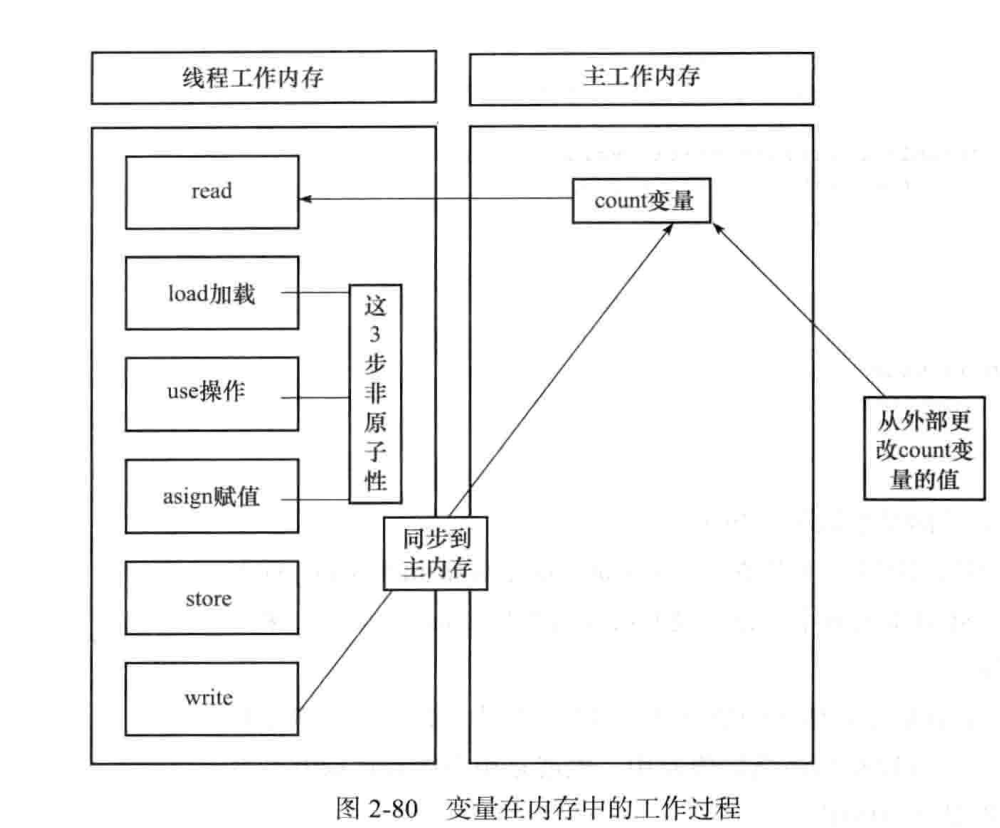 线程工作内存
主工作内存
read
count变量
load加载
use操作
asign赋值
这
3
步
非
原
子
性
从外部更
改count变
量的值
同步到
主内存
store
write
图 2-80 变量在内存中的工作过程